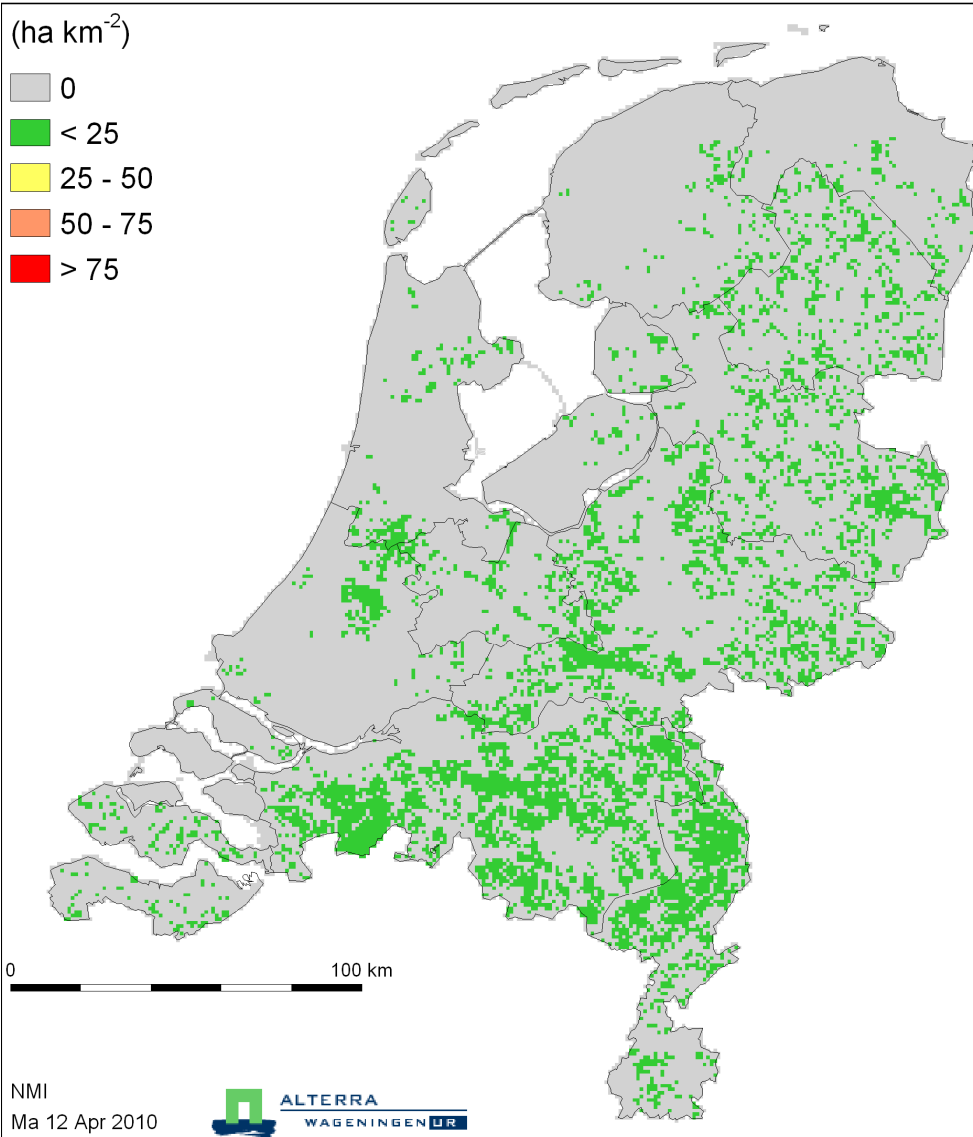 (ha km-2)
0
< 25
25 - 50
50 - 75
> 75
0 100 km
NMI
Ma 12 Apr 2010
ALTERRA
WAGENINGEN UR